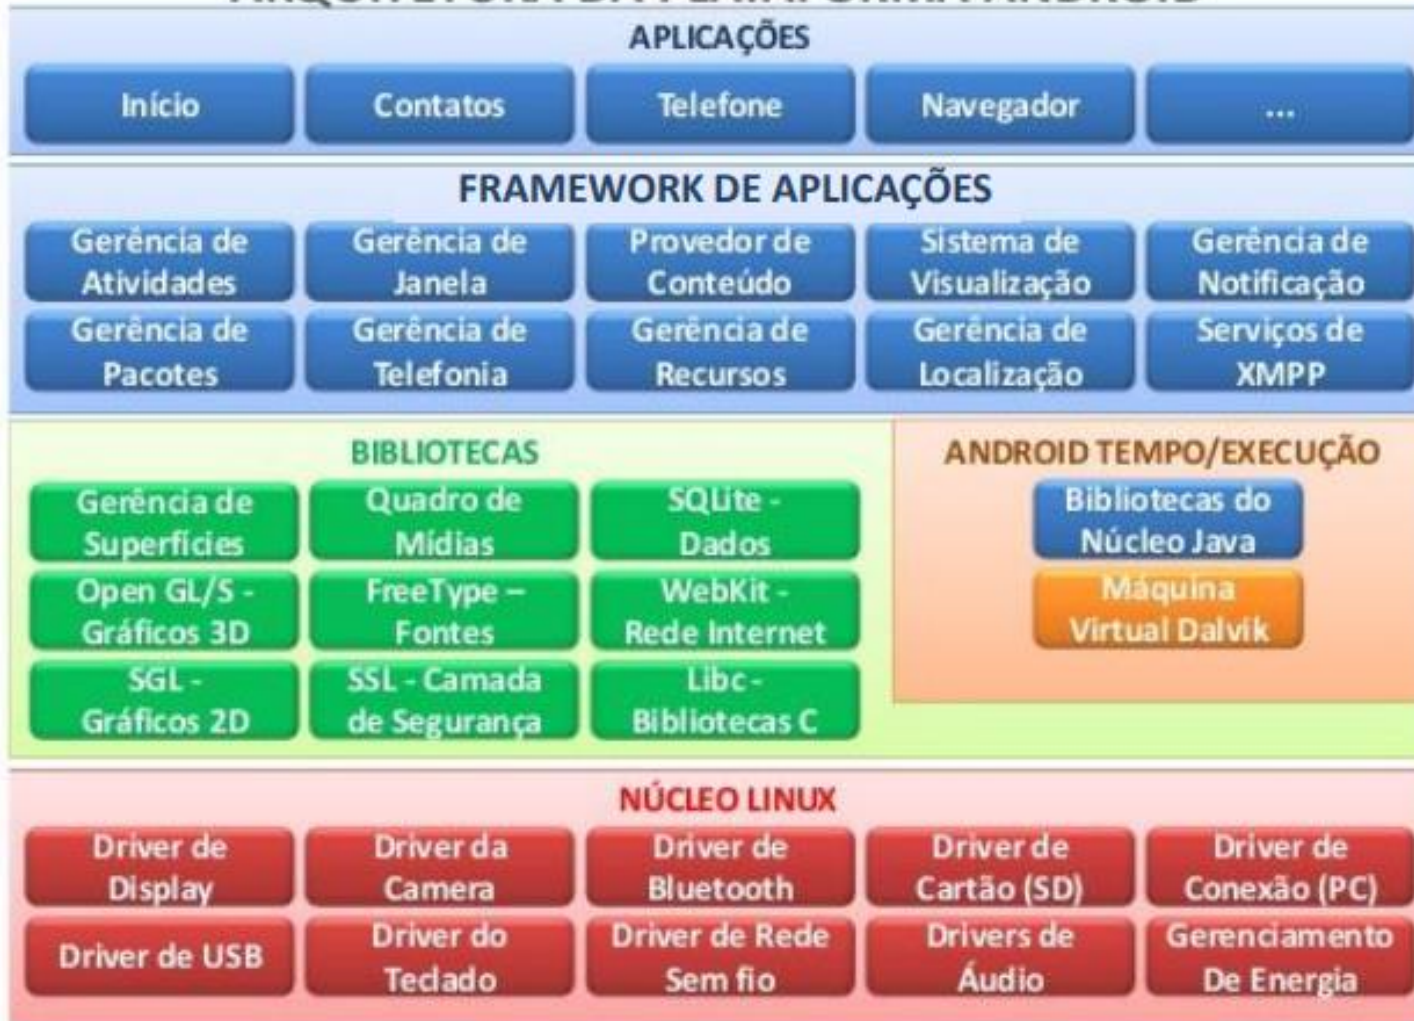 ARQUITETURA DA PLATAFORMA ANDROID
APLICAÇÕES
Início
Contatos
Telefone
Navegador
...
FRAMEWORK DE APLICAÇÕES
Gerência de
Atividades
Gerência de
Janela
Provedor de
Conteúdo
Sistema de
Visualização
Gerência de
Notificação
Gerência de
Pacotes
Gerência de
Telefonia
Gerência de
Recursos
Gerência de
Localização
Serviços de
XMPP
BIBLIOTECAS
Gerência de
Superfícies
Quadro de
Mídias
SQLite -
Dados
Open GL/S -
Gráficos 3D
FreeType –
Fontes
WebKit -
Rede Internet
SGL -
Gráficos 2D
SSL - Camada
de Segurança
Libc -
Bibliotecas C
ANDROID TEMPO/EXECUÇÃO
Bibliotecas do
Núcleo Java
Máquina
Virtual Dalvik
NÚCLEO LINUX
Driver de
Display
Driver da
Camera
Driver de
Bluetooth
Driver de
Cartão (SD)
Driver de
Conexão (PC)
Driver de USB
Driver do
Teclado
Driver de Rede
Sem fio
Drivers de
Áudio
Gerenciamento
De Energia